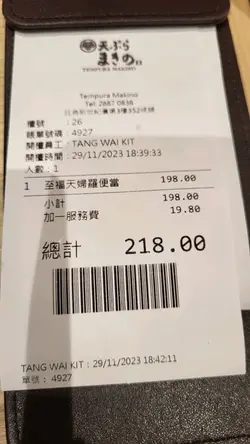 天ぷら
まきの
TEMPURA MAKINO
Tempura Makino
Tel: 2887 0836
檯號 : 26
賬單號碼 : 4927
開檯員工 : TANG WAI KIT
開檯時間 : 29/11/2023 18:39:33
人數 : 1
1 至福天婦羅便當 198.00
小計 198.00
加一服務費 19.80
總計 218.00
TANG WAI KIT : 29/11/2023 18:42:11
單號 : 4927